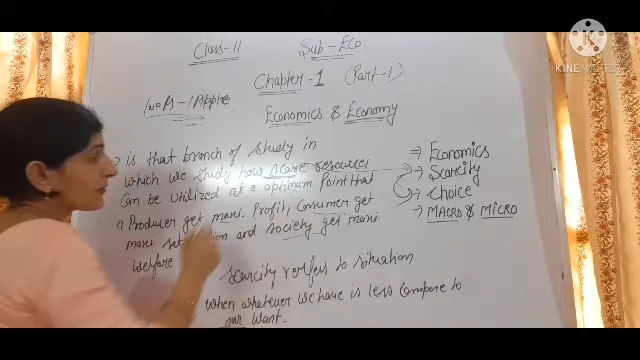 Class-11 Sub-Eco
Chapter-1 (Part-1)
100 Rs - 1 Apple
Economics & Economy
is that branch of study in
which we study how scare resources
Can be utilized at a optimum Point that
Producer get maxi. Profit, Consumer get
maxi and society get maxi
Welfare
⇒ Economics
→ Scarcity
→ Choice
→ MACRO & MICRO
Scarcity refers to situation
when whatever we have is less compare to
our want.
KINEMASTER